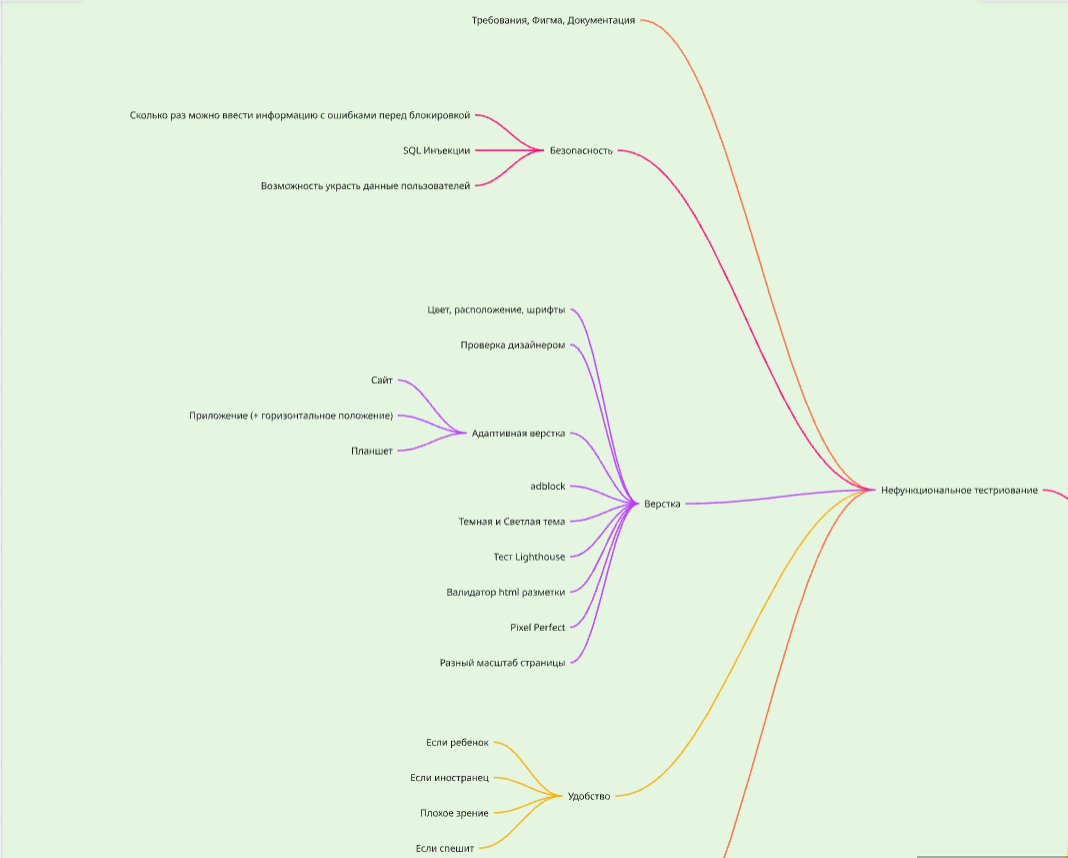 Требования, Фигма, Документация
Сколько раз можно ввести информацию с ошибками перед блокировкой
SQL Инъекции
Безопасность
Возможность украсть данные пользователей
Цвет, расположение, шрифты
Проверка дизайнером
Сайт
Приложение (+ горизонтальное положение)
Адаптивная верстка
Планшет
adblock
Нефункциональное тестриование
Верстка
Темная и Светлая тема
Тест Lighthouse
Валидатор html разметки
Pixel Perfect
Разный масштаб страницы
Если ребенок
Если иностранец
Удобство
Плохое зрение
Если спешит